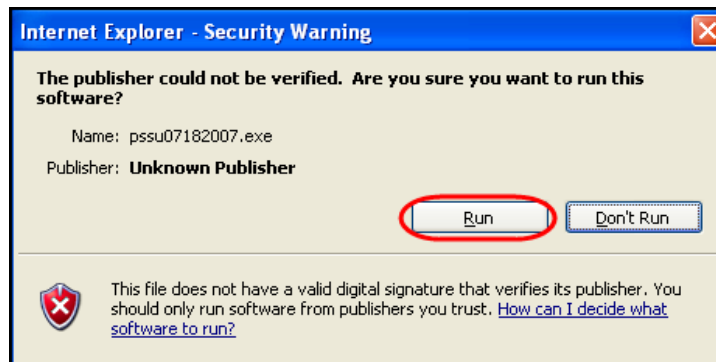 Internet Explorer - Security Warning
The publisher could not be verified.  Are you sure you want to run this
software?
Name: pssu07182007.exe
Publisher: Unknown Publisher
Run Don't Run
This file does not have a valid digital signature that verifies its publisher. You
should only run software from publishers you trust. How can I decide what
software to run?